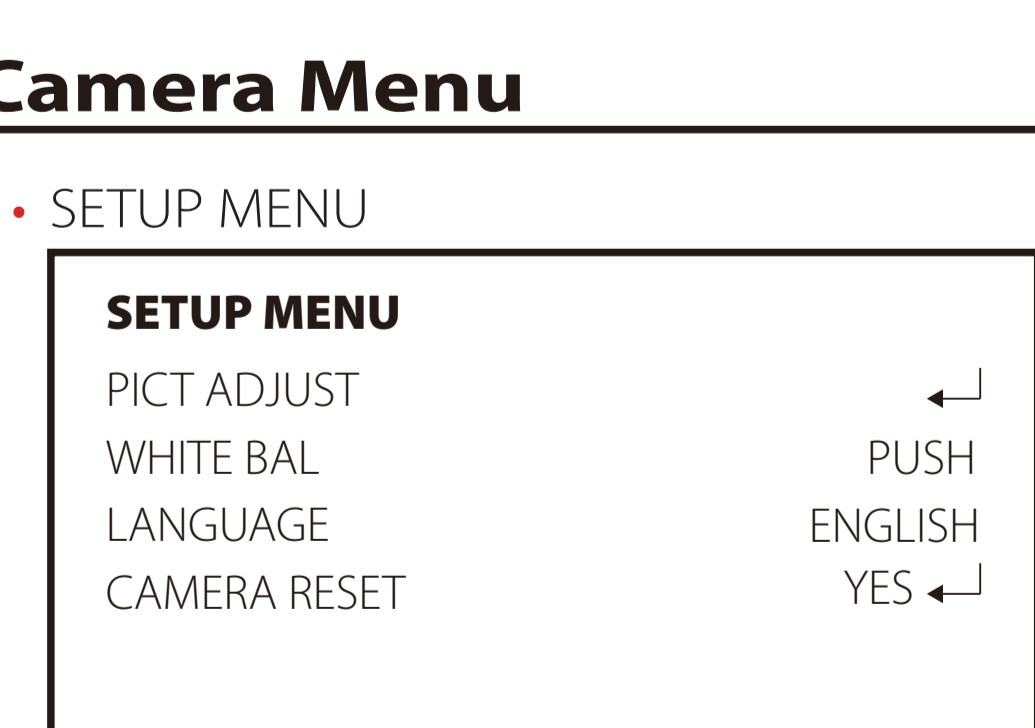 Camera Menu
• SETUP MENU
SETUP MENU
PICT ADJUST ↵
WHITE BAL PUSH
LANGUAGE ENGLISH
CAMERA RESET YES ↵